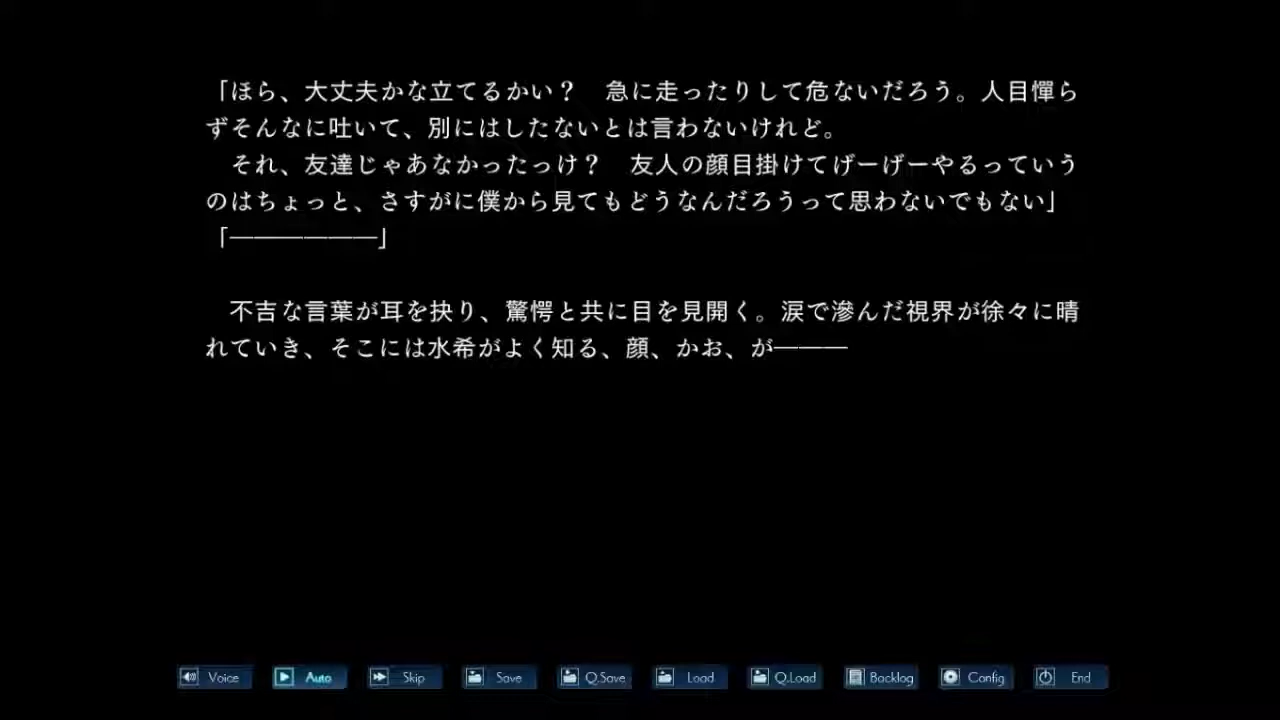 「ほら、大丈夫かな立てるかい？　急に走ったりして危ないだろう。人目憚ら
ずそんなに吐いて、別にはしたないとは言わないけれど。
　それ、友達じゃあなかったっけ？　友人の顔目掛けてげーげーやるっていう
のはちょっと、さすがに僕から見てもどうなんだろうって思わないでもない」
「――――――」
　不吉な言葉が耳を抉り、驚愕と共に目を見開く。涙で滲んだ視界が徐々に晴
れていき、そこには水希がよく知る、顔、かお、が―――
Voice Auto Skip Save Q.Save Load Q.Load Backlog Config End